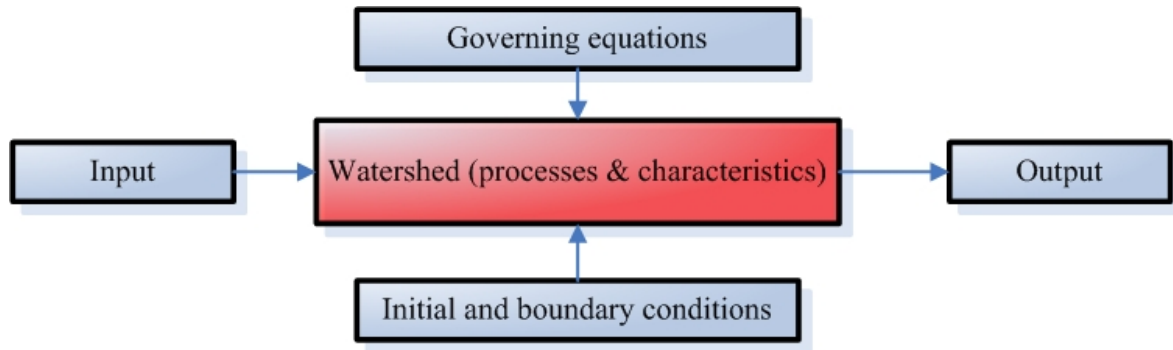 Governing equations
Input
Watershed (processes & characteristics)
Output
Initial and boundary conditions